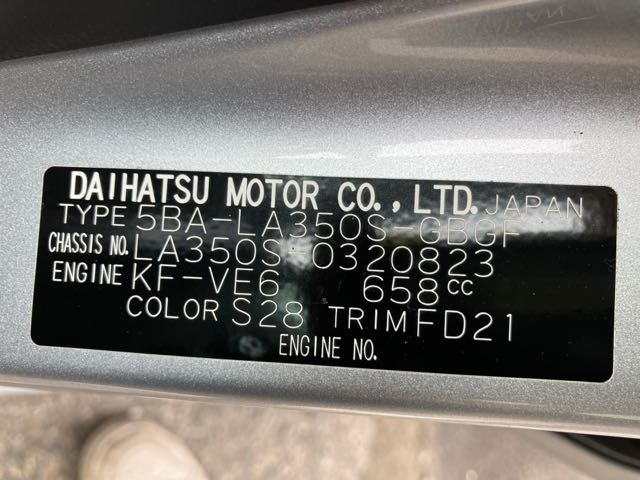 DAIHATSU MOTOR CO., LTD. JAPAN
TYPE 5BA-LA350S-GBGF
CHASSIS NO. LA350S-0320823
ENGINE KF-VE6 658cc
COLOR S28 TRIM FD21
ENGINE NO.